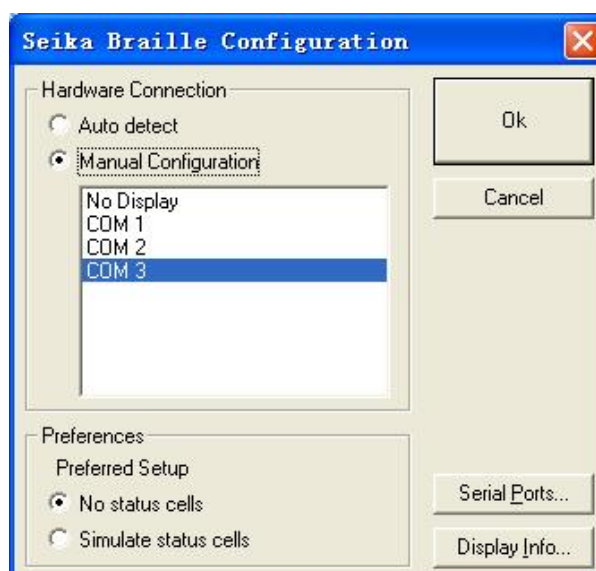 Seika Braille Configuration
Hardware Connection
Auto detect
Manual Configuration
No Display
COM 1
COM 2
COM 3
Ok
Cancel
Preferences
Preferred Setup
No status cells
Simulate status cells
Serial Ports...
Display Info...